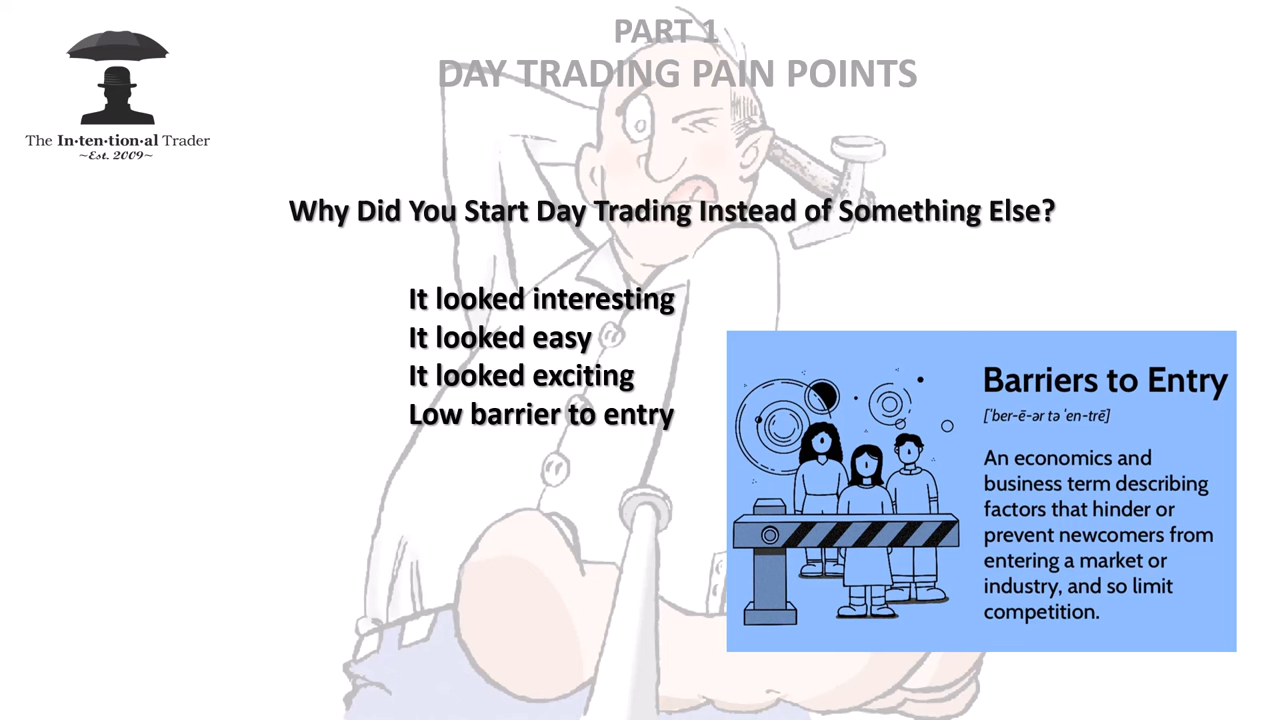 PART 1
DAY TRADING PAIN POINTS
The In·ten·tion·al Trader
~Est. 2009~
Why Did You Start Day Trading Instead of Something Else?
It looked interesting
It looked easy
It looked exciting
Low barrier to entry
Barriers to Entry
[ˈber-ē-ər tə ˈen-trē]
An economics and
business term describing
factors that hinder or
prevent newcomers from
entering a market or
industry, and so limit
competition.